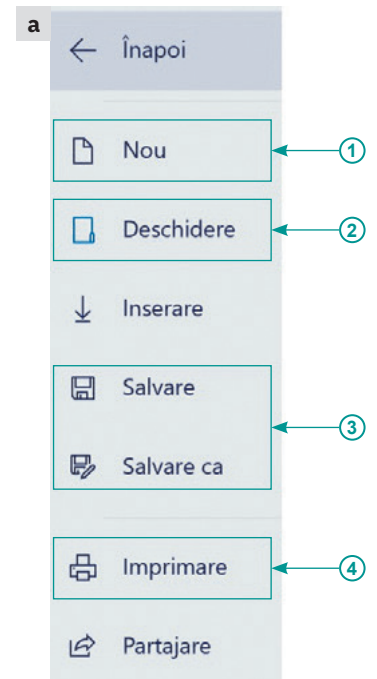 a
Înapoi
Nou
1
Deschidere
2
Inserare
Salvare
3
Salvare ca
Imprimare
4
Partajare